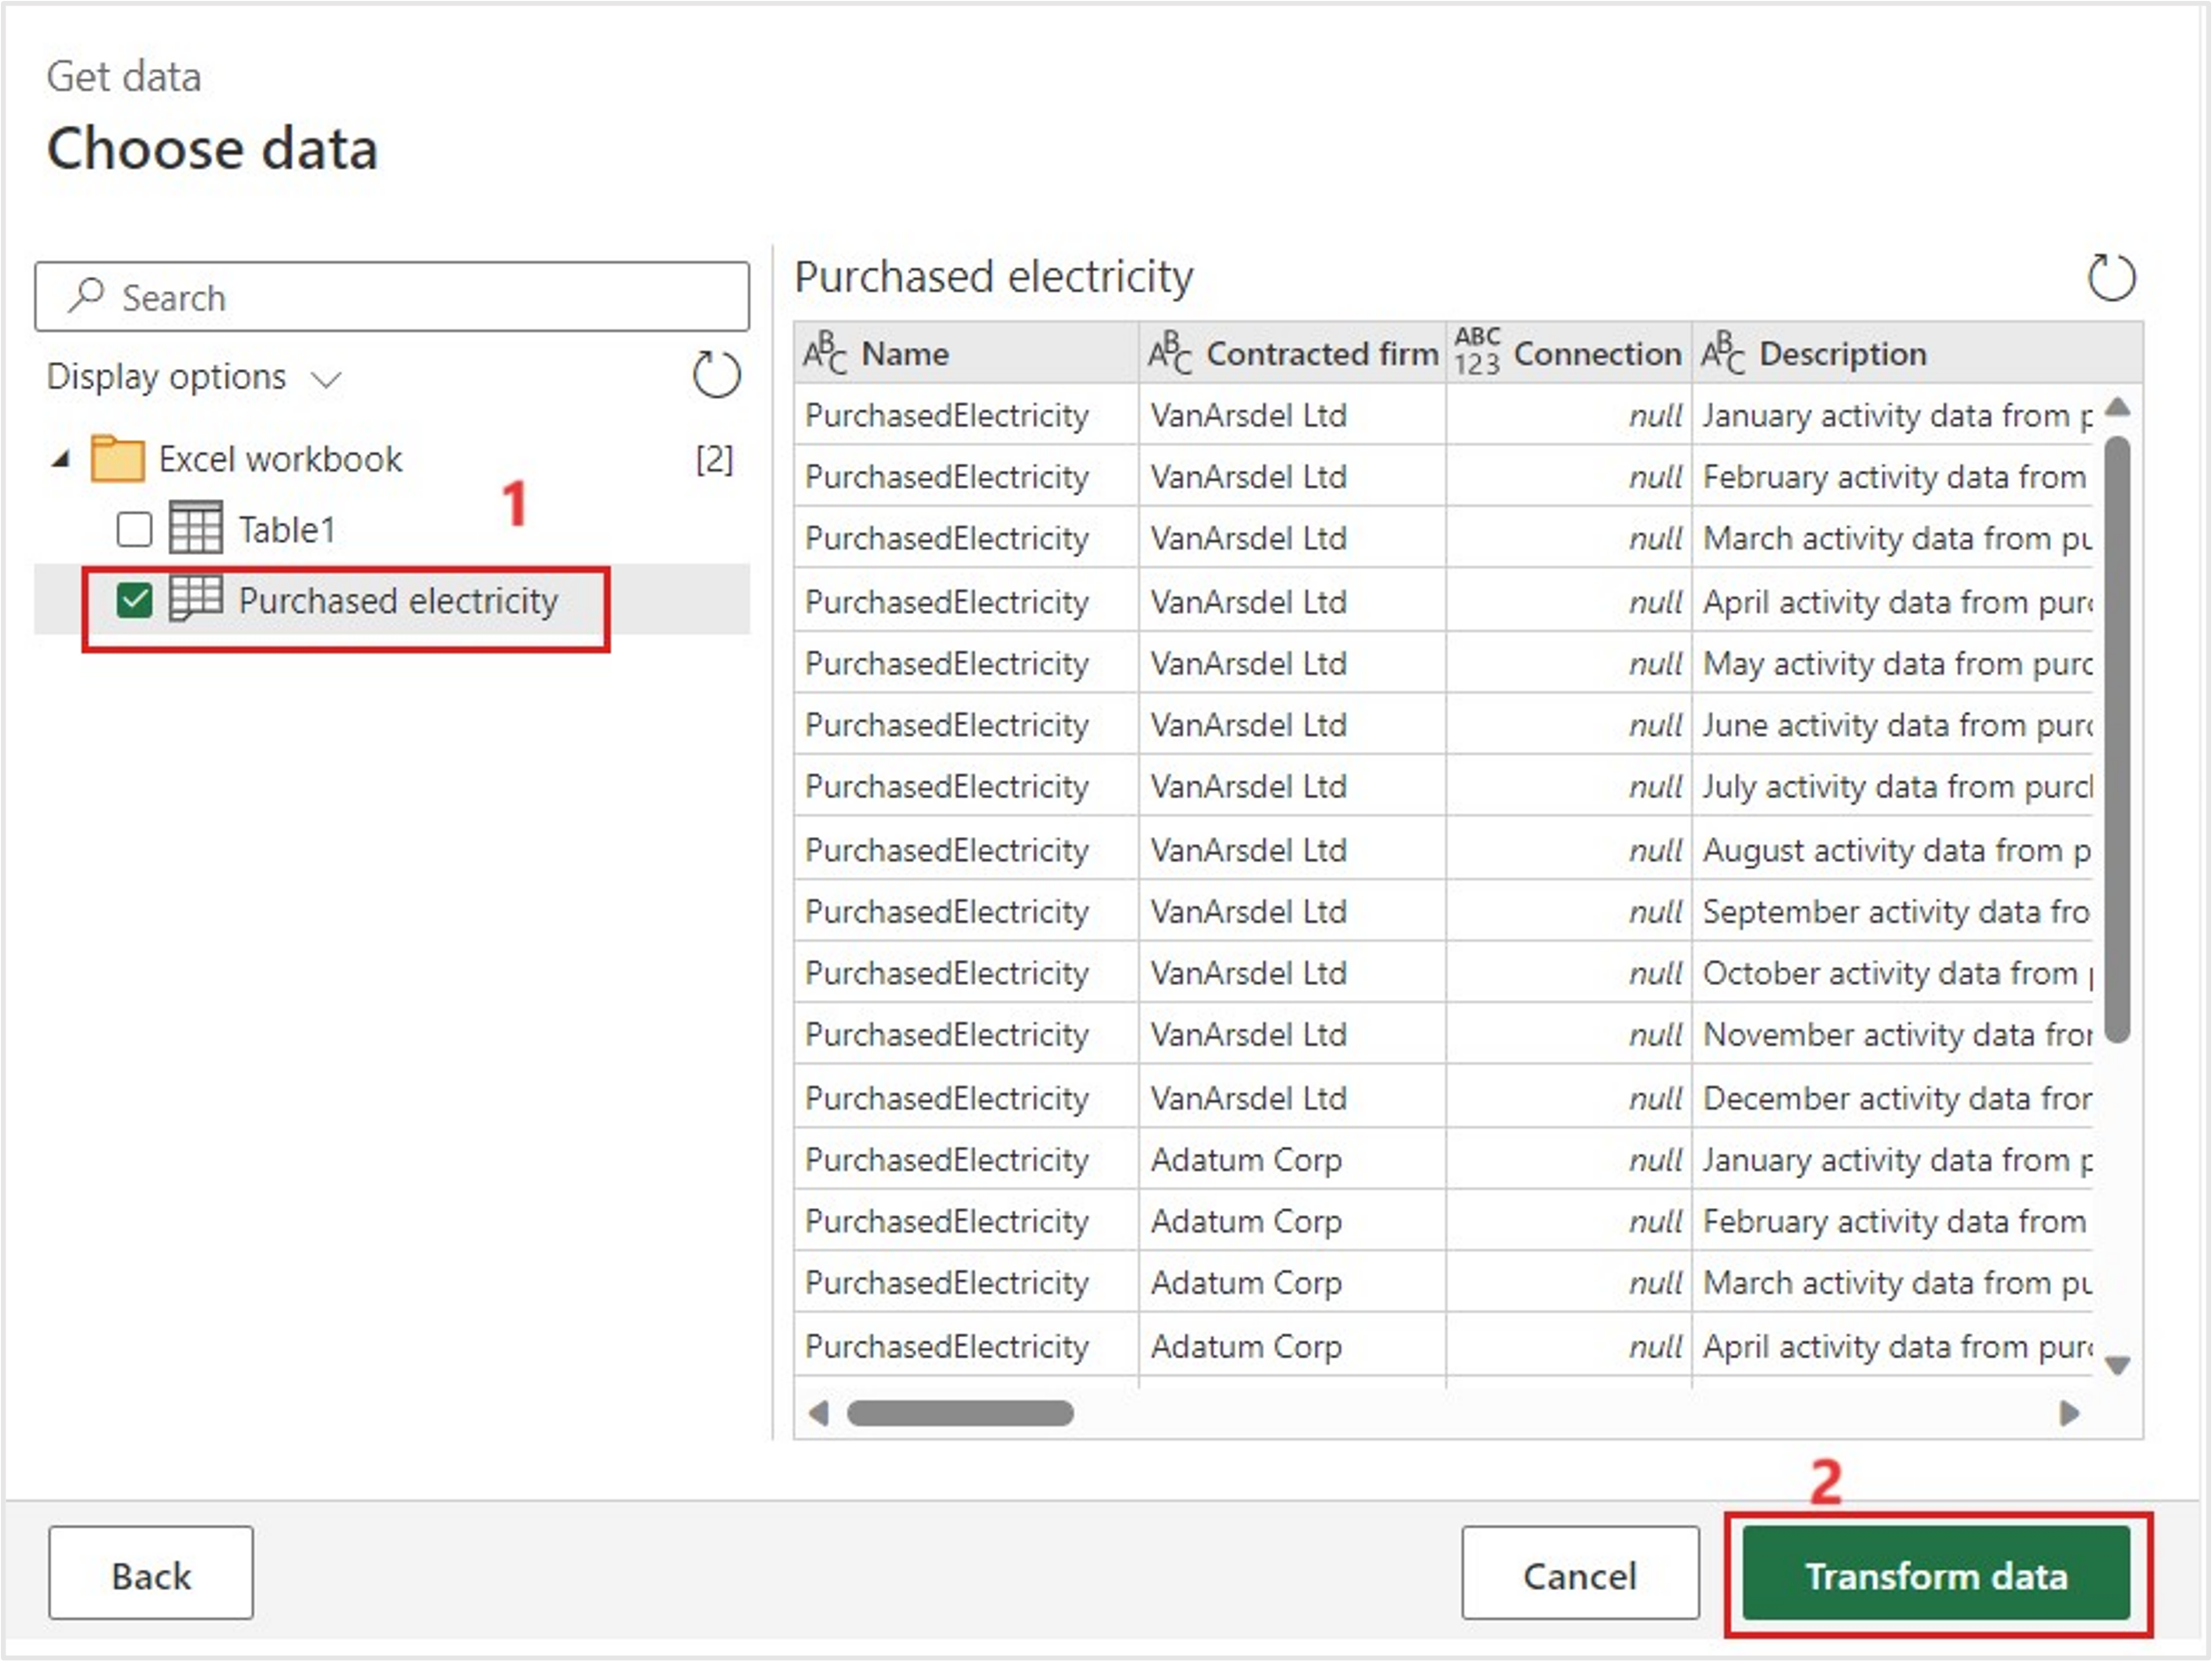 Get data
Choose data
Search
Display options
Excel workbook [2]
1
Table1
Purchased electricity
Purchased electricity
ABC Name ABC Contracted firm ABC 123 Connection ABC Description
PurchasedElectricity VanArsdel Ltd null January activity data from p
PurchasedElectricity VanArsdel Ltd null February activity data from
PurchasedElectricity VanArsdel Ltd null March activity data from pu
PurchasedElectricity VanArsdel Ltd null April activity data from purc
PurchasedElectricity VanArsdel Ltd null May activity data from purc
PurchasedElectricity VanArsdel Ltd null June activity data from purc
PurchasedElectricity VanArsdel Ltd null July activity data from purch
PurchasedElectricity VanArsdel Ltd null August activity data from p
PurchasedElectricity VanArsdel Ltd null September activity data fro
PurchasedElectricity VanArsdel Ltd null October activity data from
PurchasedElectricity VanArsdel Ltd null November activity data from
PurchasedElectricity VanArsdel Ltd null December activity data from
PurchasedElectricity Adatum Corp null January activity data from p
PurchasedElectricity Adatum Corp null February activity data from
PurchasedElectricity Adatum Corp null March activity data from pu
PurchasedElectricity Adatum Corp null April activity data from purc
2
Back Cancel Transform data